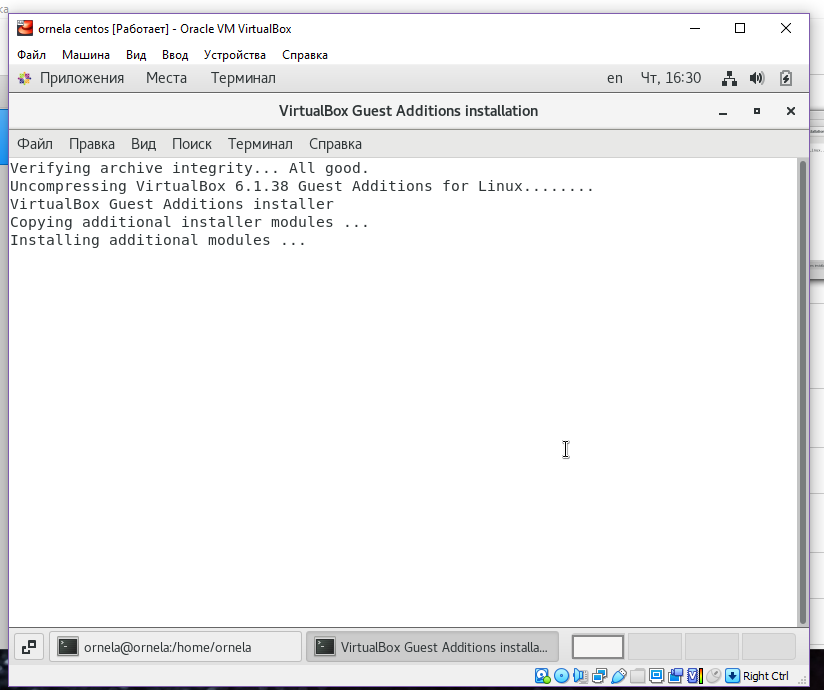 ornela centos [Работает] - Oracle VM VirtualBox
Файл Машина Вид Ввод Устройства Справка
Приложения Места Терминал en Чт, 16:30
VirtualBox Guest Additions installation
Файл Правка Вид Поиск Терминал Справка
Verifying archive integrity... All good.
Uncompressing VirtualBox 6.1.38 Guest Additions for Linux........
VirtualBox Guest Additions installer
Copying additional installer modules ...
Installing additional modules ...
ornela@ornela:/home/ornela VirtualBox Guest Additions installa...
Right Ctrl